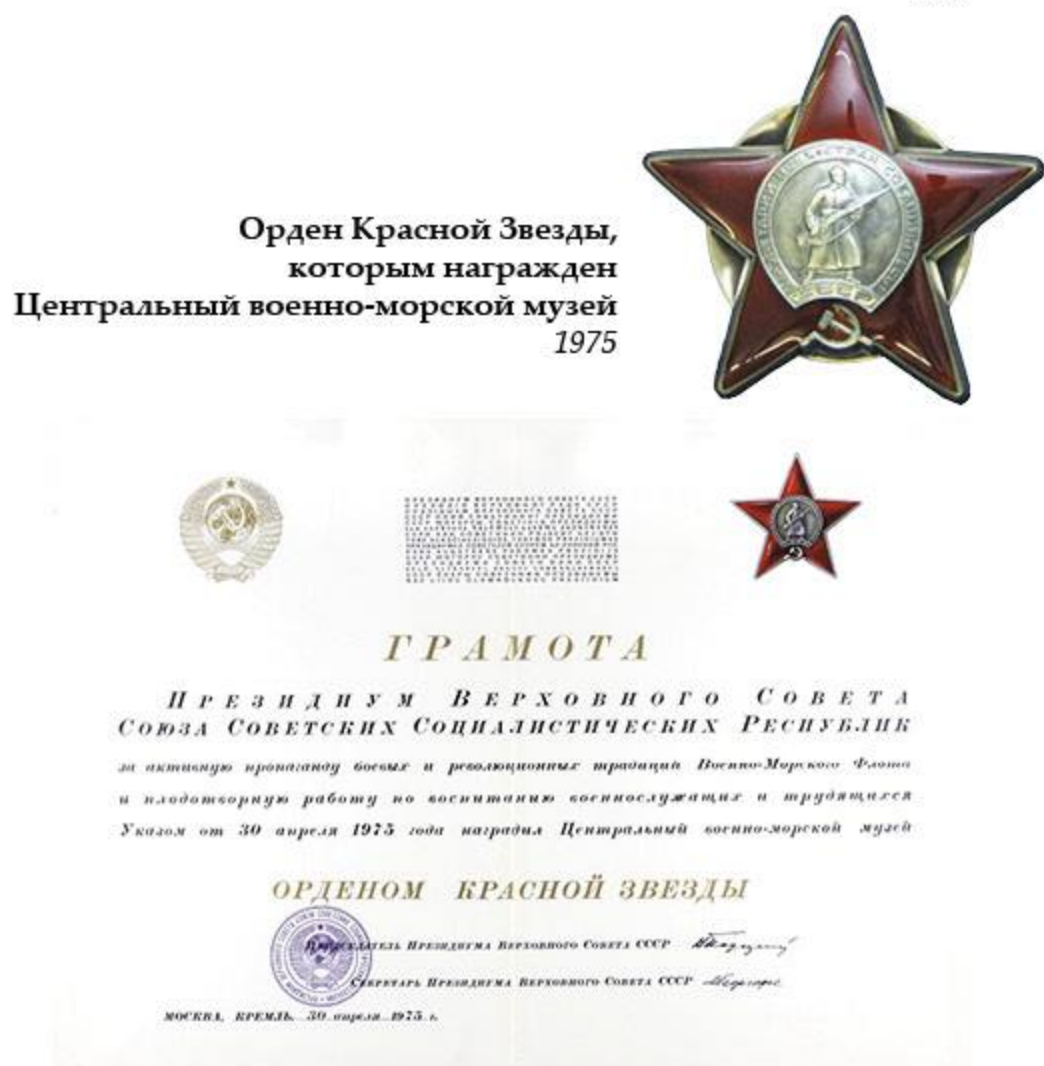 Орден Красной Звезды,
которым награжден
Центральный военно-морской музей
1975
ГРАМОТА
ПРЕЗИДИУМ ВЕРХОВНОГО СОВЕТА
СОЮЗА СОВЕТСКИХ СОЦИАЛИСТИЧЕСКИХ РЕСПУБЛИК
за активную пропаганду боевых и революционных традиций Военно-Морского Флота
и плодотворную работу по воспитанию военнослужащих и трудящихся
Указом от 30 апреля 1975 года наградил Центральный военно-морской музей
ОРДЕНОМ КРАСНОЙ ЗВЕЗДЫ
ПРЕДСЕДАТЕЛЬ ПРЕЗИДИУМА ВЕРХОВНОГО СОВЕТА СССР
СЕКРЕТАРЬ ПРЕЗИДИУМА ВЕРХОВНОГО СОВЕТА СССР
МОСКВА, КРЕМЛЬ, 30 апреля 1975 г.